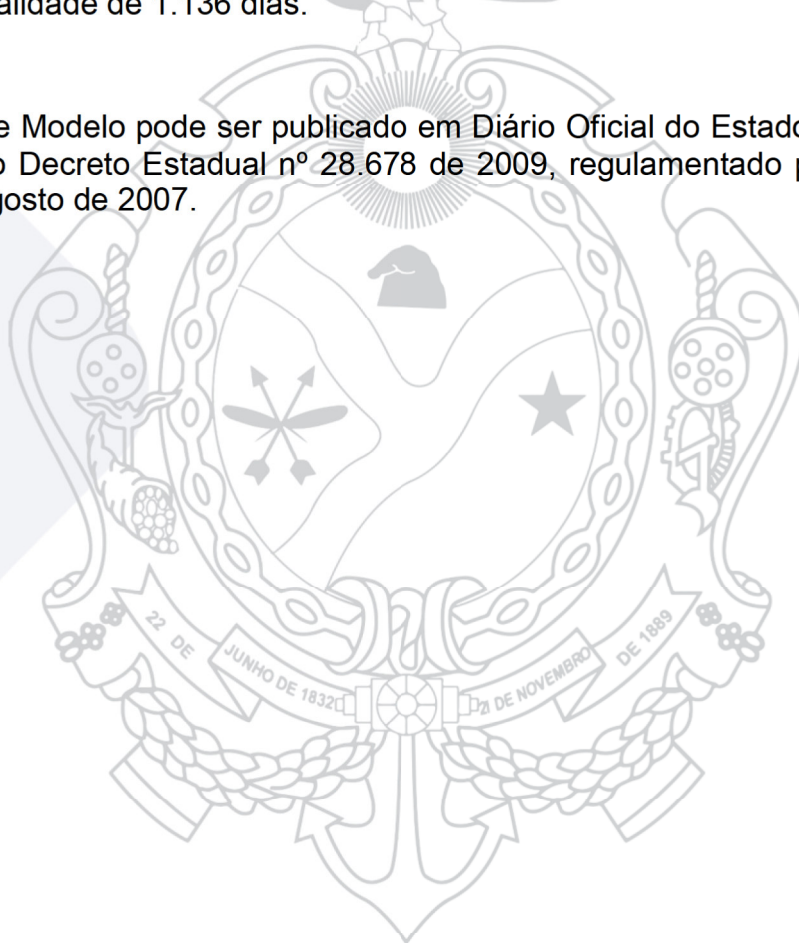 alidade de 1.136 dias.
e Modelo pode ser publicado em Diário Oficial do Estado
o Decreto Estadual nº 28.678 de 2009, regulamentado p
gosto de 2007.
22 DE JUNHO DE 1832
21 DE NOVEMBRO DE 1889